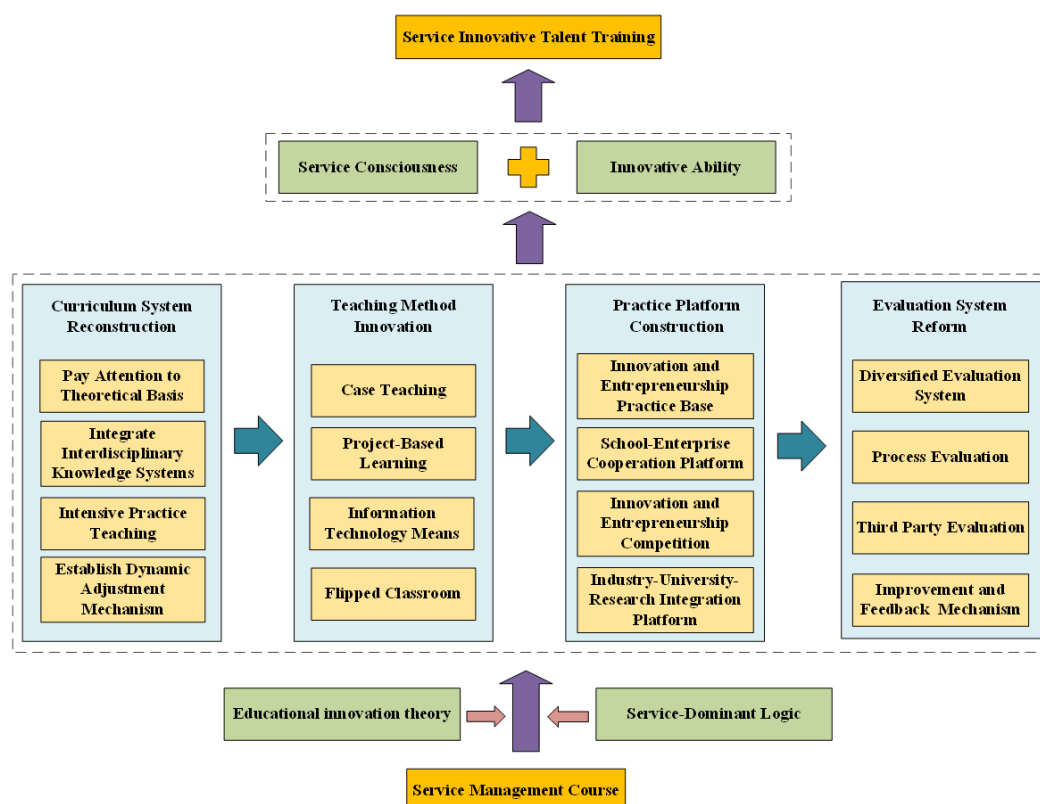 Service Innovative Talent Training
Service Consciousness
Innovative Ability
Curriculum System
Reconstruction
Pay Attention to
Theoretical Basis
Integrate
Interdisciplinary
Knowledge Systems
Intensive Practice
Teaching
Establish Dynamic
Adjustment
Mechanism
Teaching Method
Innovation
Case Teaching
Project-Based
Learning
Information
Technology Means
Flipped Classroom
Practice Platform
Construction
Innovation and
Entrepreneurship
Practice Base
School-Enterprise
Cooperation Platform
Innovation and
Entrepreneurship
Competition
Industry-University-
Research Integration
Platform
Evaluation System
Reform
Diversified Evaluation
System
Process Evaluation
Third Party Evaluation
Improvement and
Feedback Mechanism
Educational innovation theory
Service-Dominant Logic
Service Management Course